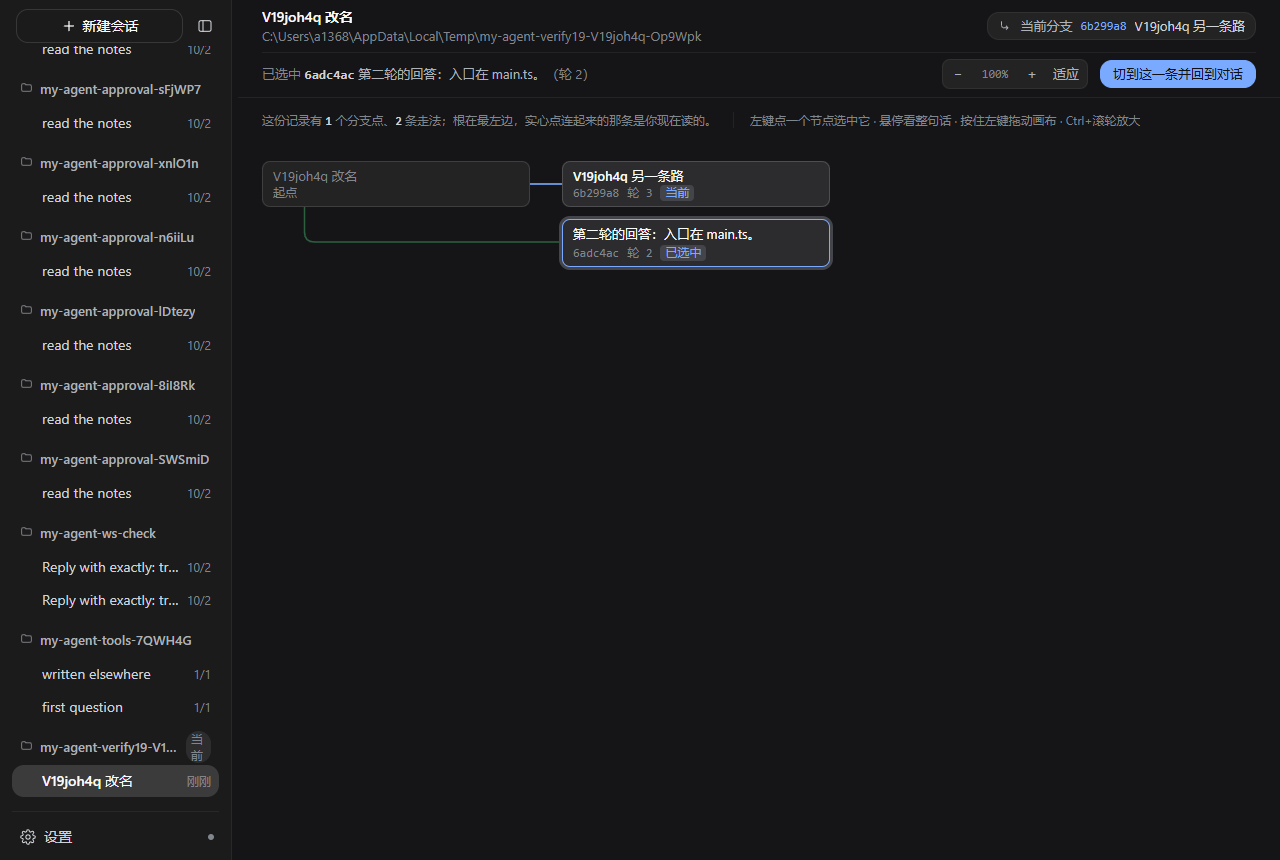 新建会话
read the notes 10/2
my-agent-approval-sFjWP7
read the notes 10/2
my-agent-approval-xnlO1n
read the notes 10/2
my-agent-approval-n6iiLu
read the notes 10/2
my-agent-approval-lDtezy
read the notes 10/2
my-agent-approval-8iI8Rk
read the notes 10/2
my-agent-approval-SWSmiD
read the notes 10/2
my-agent-ws-check
Reply with exactly: tr... 10/2
Reply with exactly: tr... 10/2
my-agent-tools-7QWH4G
written elsewhere 1/1
first question 1/1
my-agent-verify19-V1... 当前
V19joh4q 改名 刚刚
设置
V19joh4q 改名
C:\Users\a1368\AppData\Local\Temp\my-agent-verify19-V19joh4q-Op9Wpk
当前分支 6b299a8 V19joh4q 另一条路
已选中 6adc4ac 第二轮的回答：入口在 main.ts。（轮 2）
− 100% + 适应
切到这一条并回到对话
这份记录有 1 个分支点、2 条走法；根在最左边，实心点连起来的那条是你现在读的。
左键点一个节点选中它 · 悬停看整句话 · 按住左键拖动画布 · Ctrl+滚轮放大
V19joh4q 改名
起点
V19joh4q 另一条路
6b299a8 轮 3 当前
第二轮的回答：入口在 main.ts。
6adc4ac 轮 2 已选中